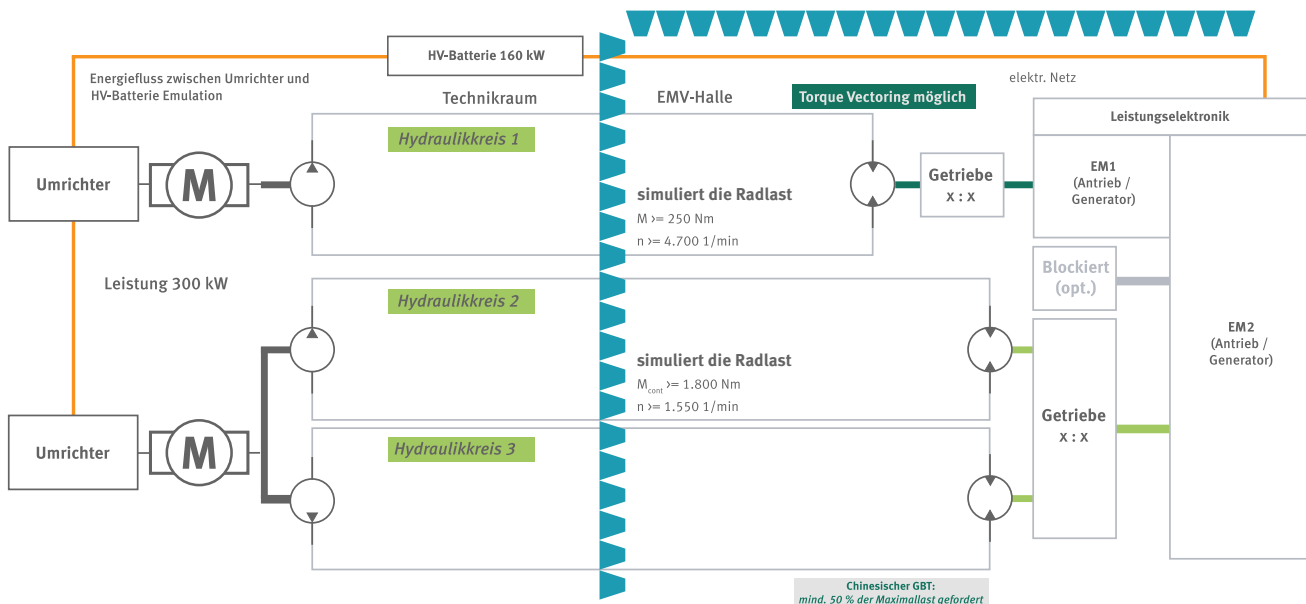 HV-Batterie 160 kW
Energiefluss zwischen Umrichter und
HV-Batterie Emulation
elektr. Netz
Technikraum
EMV-Halle
Torque Vectoring möglich
Leistungselektronik
Hydraulikkreis 1
Umrichter
M
Getriebe
x : x
EM1
(Antrieb /
Generator)
simuliert die Radlast
M >= 250 Nm
n >= 4.700 1/min
Leistung 300 kW
Blockiert
(opt.)
Hydraulikkreis 2
EM2
(Antrieb /
Generator)
simuliert die Radlast
Mcont >= 1.800 Nm
n >= 1.550 1/min
Getriebe
x : x
Hydraulikkreis 3
Umrichter
M
Chinesischer GBT:
mind. 50 % der Maximallast gefordert